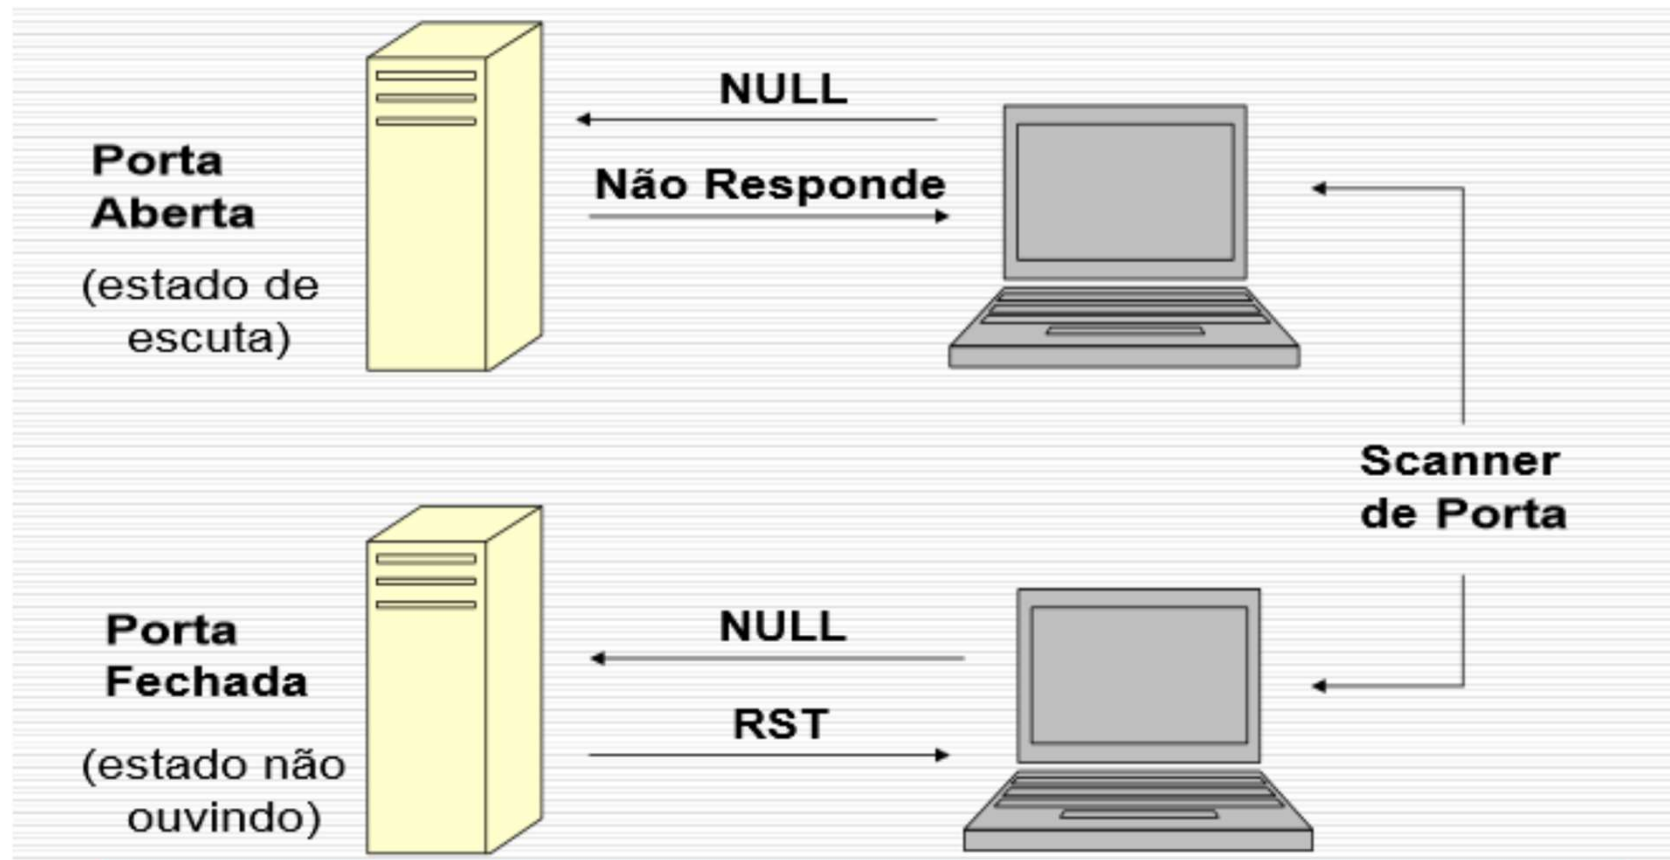 NULL
Porta
Aberta
Não Responde
(estado de
escuta)
Scanner
de Porta
NULL
Porta
Fechada
RST
(estado não
ouvindo)